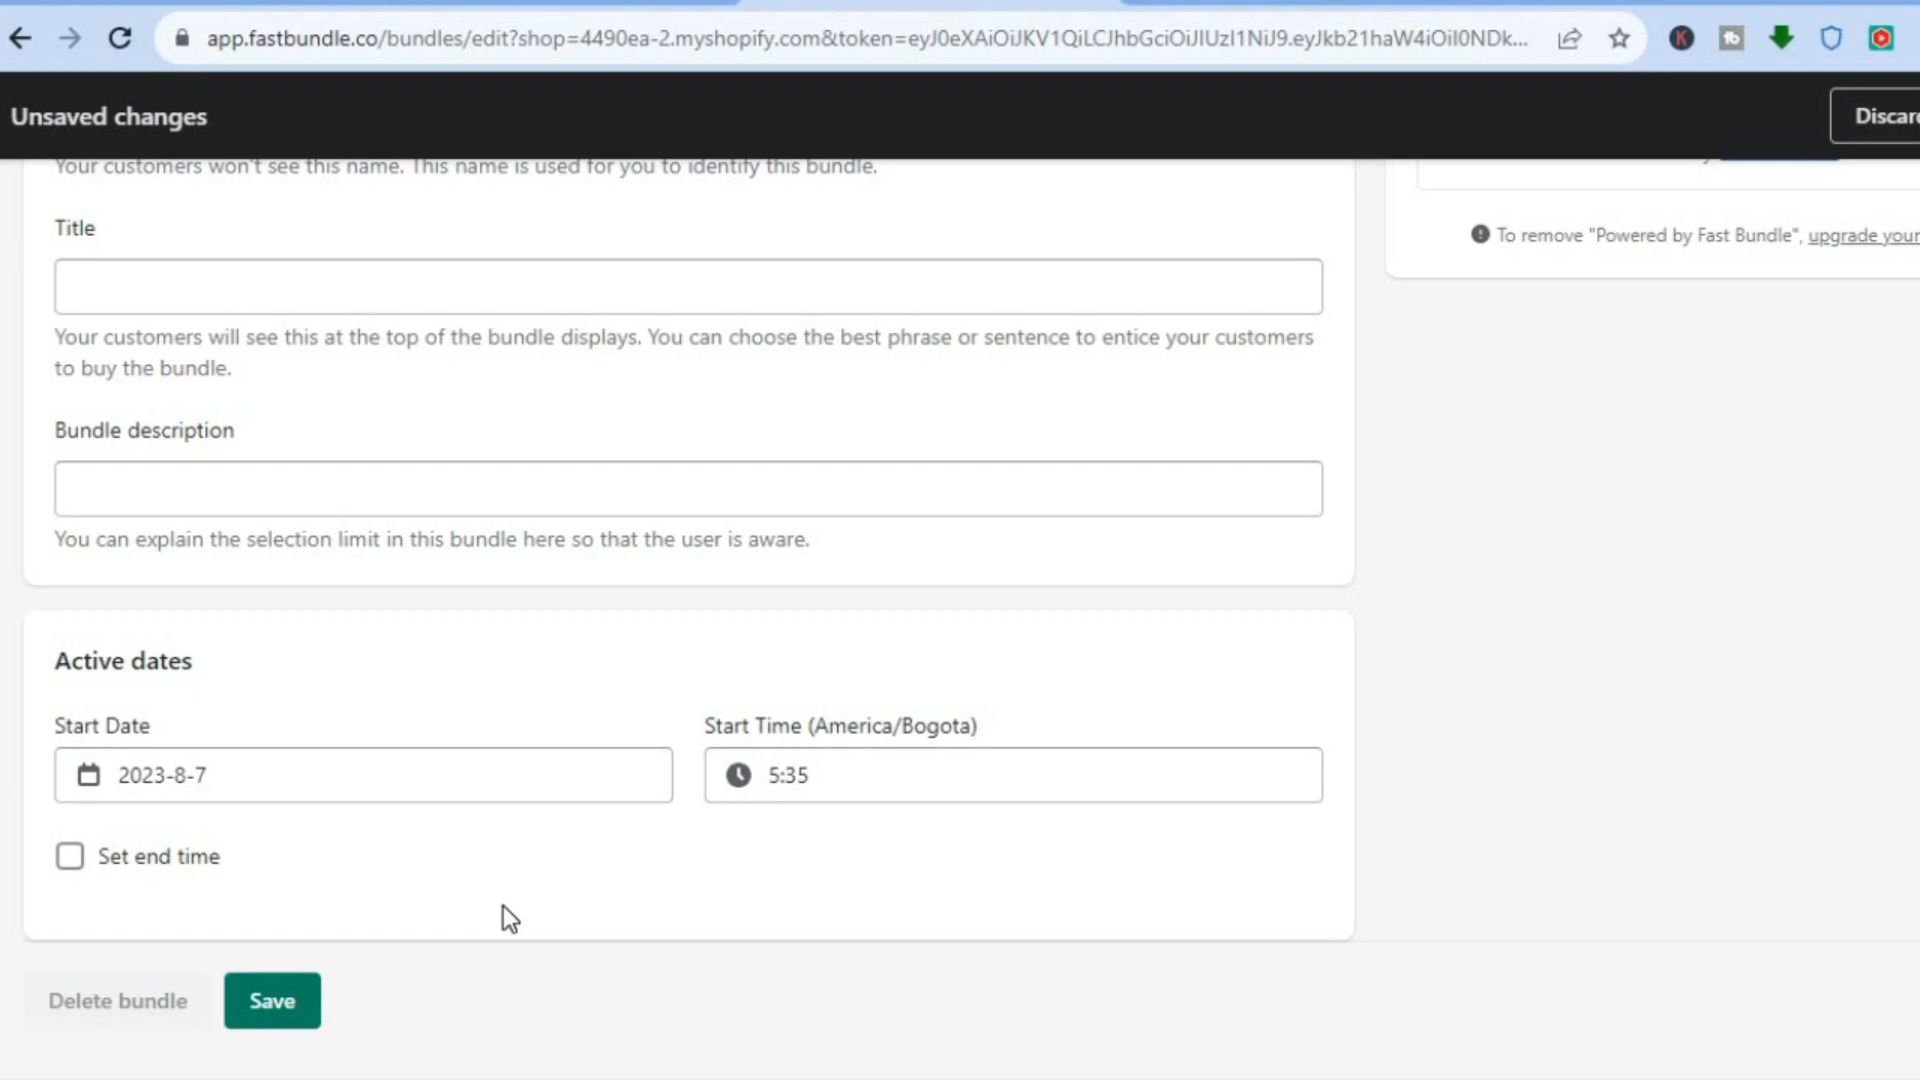 app.fastbundle.co/bundles/edit?shop=4490ea-2.myshopify.com&token=eyJ0eXAiOiJKV1QiLCJhbGciOiJIUzI1NiJ9.eyJkb21haW4iOiI0NDk...
Unsaved changes
Discard
Your customers won't see this name. This name is used for you to identify this bundle.
Title
To remove "Powered by Fast Bundle", upgrade your
Your customers will see this at the top of the bundle displays. You can choose the best phrase or sentence to entice your customers
to buy the bundle.
Bundle description
You can explain the selection limit in this bundle here so that the user is aware.
Active dates
Start Date
Start Time (America/Bogota)
2023-8-7
5:35
Set end time
Delete bundle
Save